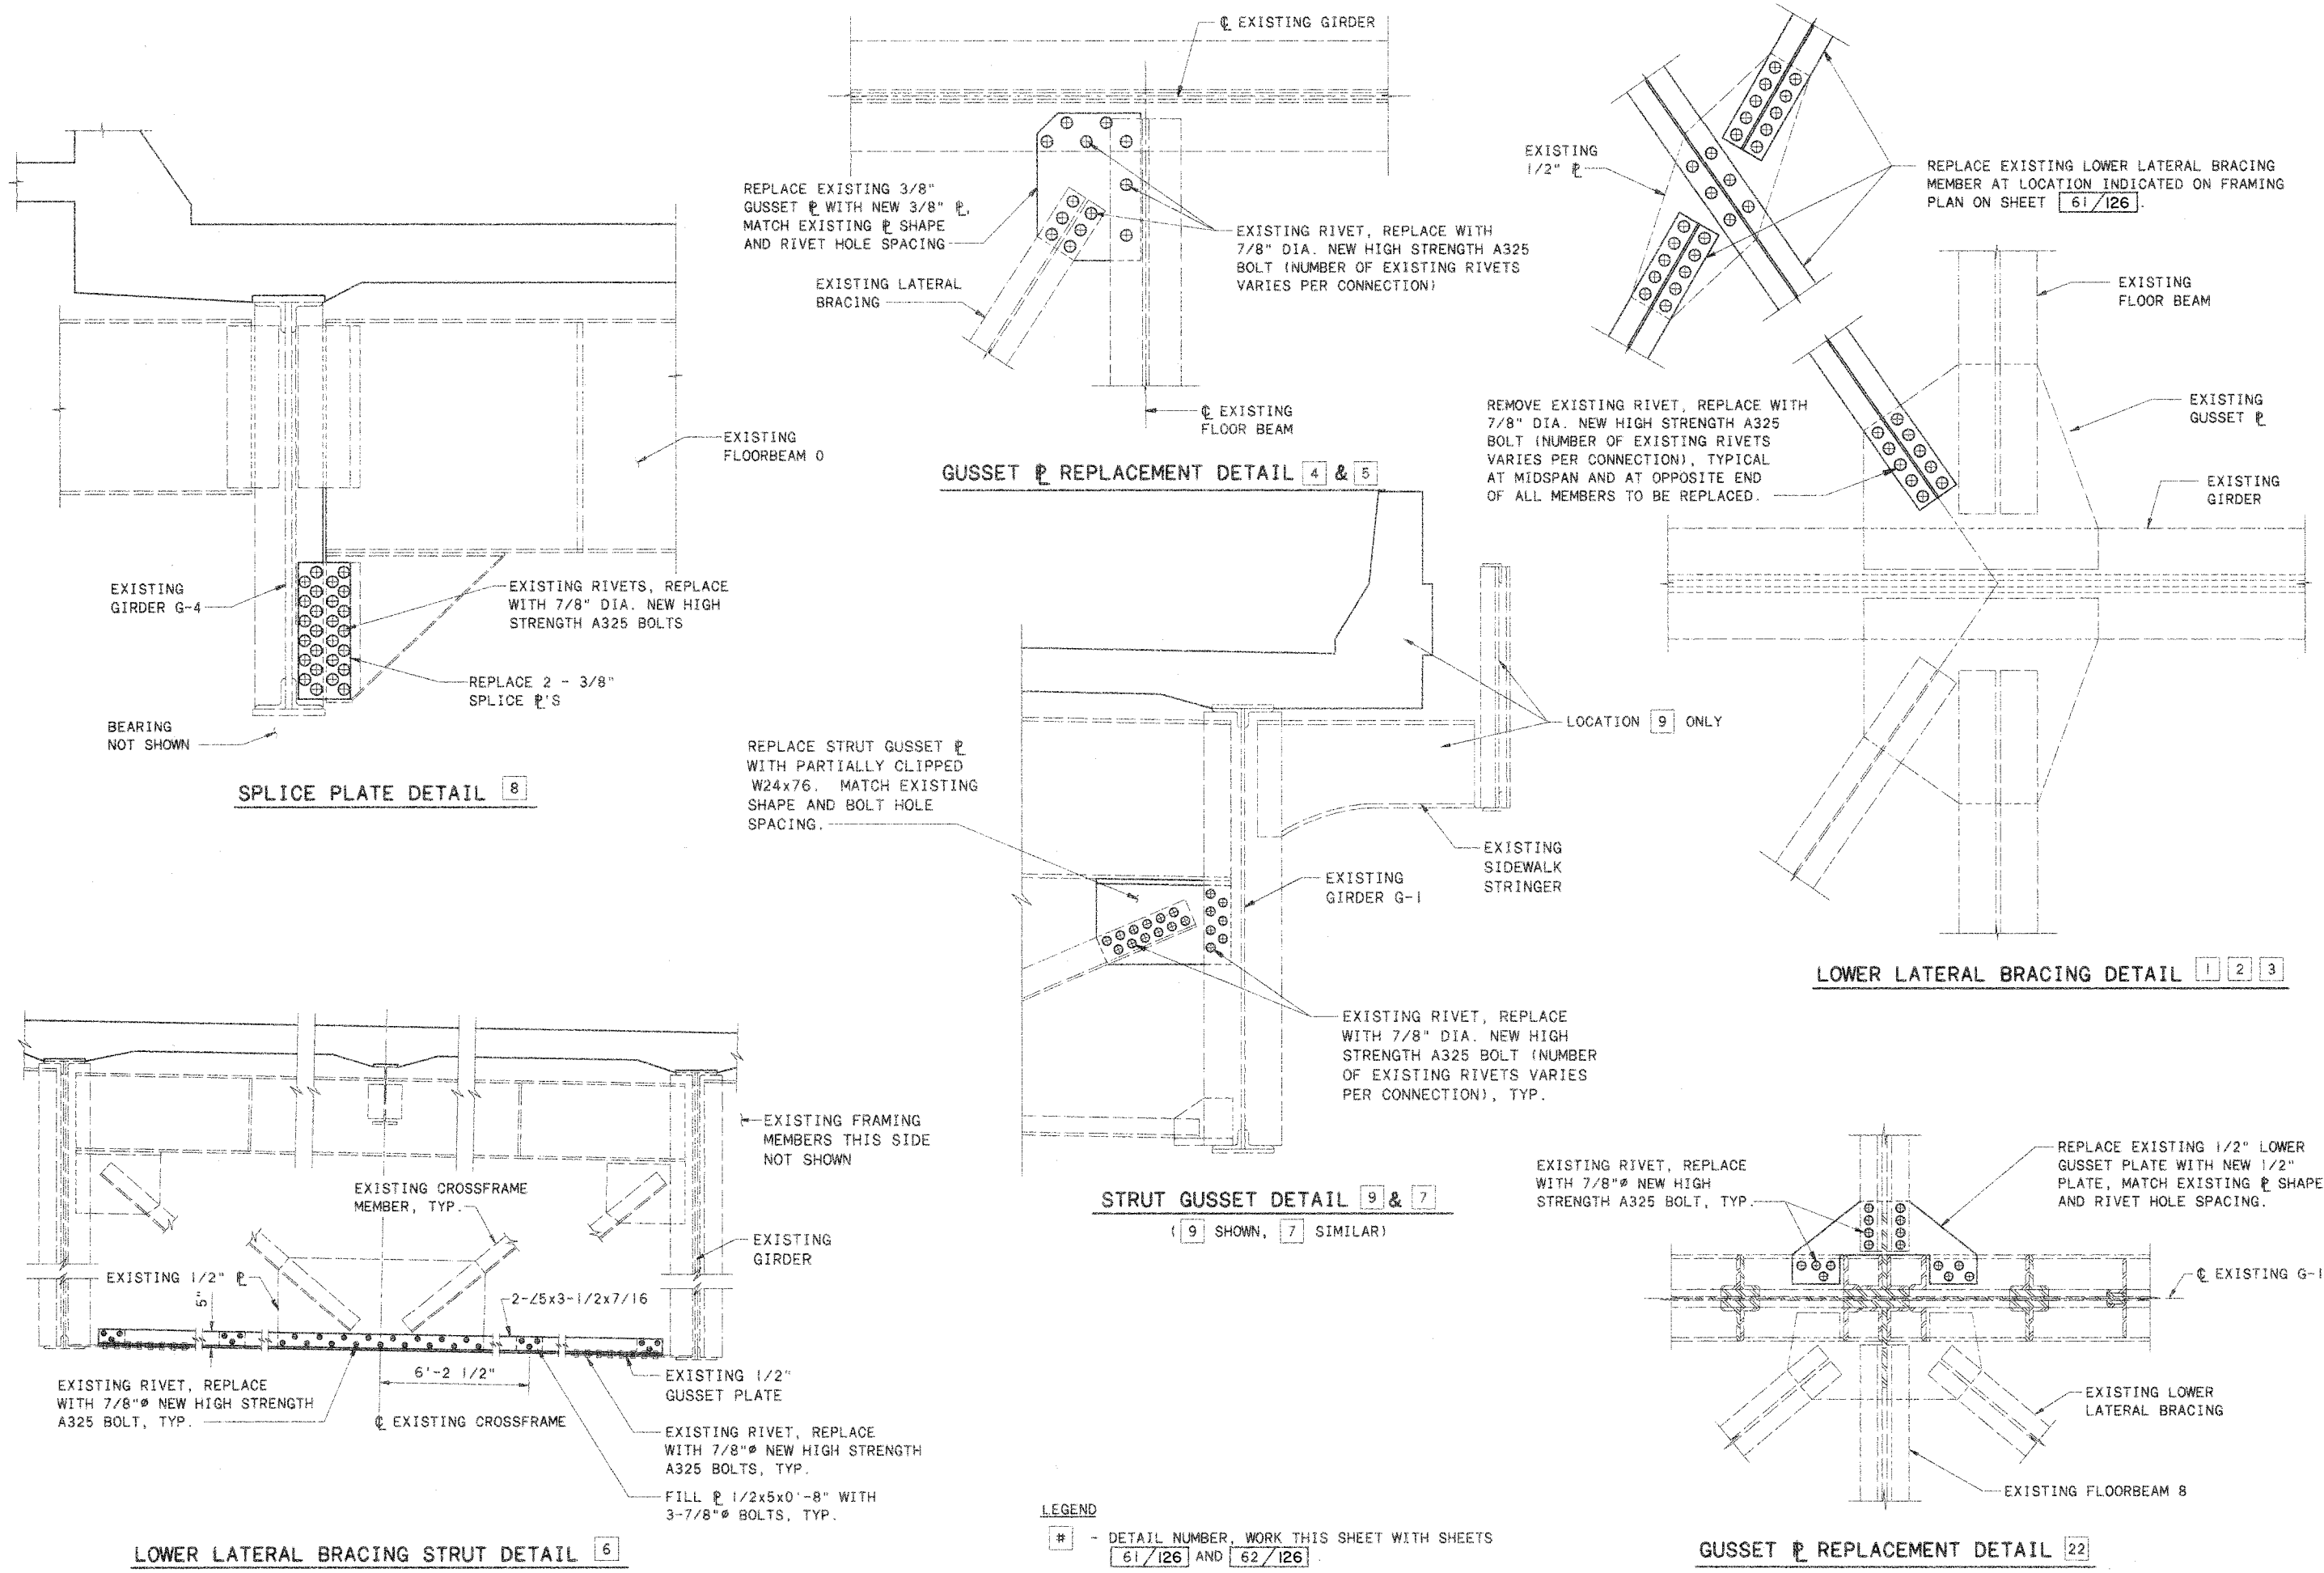 EXISTING
FLOORBEAM 0
EXISTING
GIRDER G-4
EXISTING RIVETS, REPLACE
WITH 7/8" DIA. NEW HIGH
STRENGTH A325 BOLTS
REPLACE 2 - 3/8"
SPLICE ℄'S
BEARING
NOT SHOWN
SPLICE PLATE DETAIL 8
℄ EXISTING GIRDER
REPLACE EXISTING 3/8"
GUSSET ⅊ WITH NEW 3/8" ⅊,
MATCH EXISTING ⅊ SHAPE
AND RIVET HOLE SPACING
EXISTING LATERAL
BRACING
EXISTING RIVET, REPLACE WITH
7/8" DIA. NEW HIGH STRENGTH A325
BOLT (NUMBER OF EXISTING RIVETS
VARIES PER CONNECTION)
℄ EXISTING
FLOOR BEAM
GUSSET ⅊ REPLACEMENT DETAIL 4 & 5
EXISTING
1/2" ⅊
REPLACE EXISTING LOWER LATERAL BRACING
MEMBER AT LOCATION INDICATED ON FRAMING
PLAN ON SHEET 61/126.
EXISTING
FLOOR BEAM
EXISTING
GUSSET ⅊
EXISTING
GIRDER
REMOVE EXISTING RIVET, REPLACE WITH
7/8" DIA. NEW HIGH STRENGTH A325
BOLT (NUMBER OF EXISTING RIVETS
VARIES PER CONNECTION), TYPICAL
AT MIDSPAN AND AT OPPOSITE END
OF ALL MEMBERS TO BE REPLACED.
LOWER LATERAL BRACING DETAIL 1 2 3
REPLACE STRUT GUSSET ⅊
WITH PARTIALLY CLIPPED
W24x76. MATCH EXISTING
SHAPE AND BOLT HOLE
SPACING.
LOCATION 9 ONLY
EXISTING
SIDEWALK
STRINGER
EXISTING
GIRDER G-1
EXISTING RIVET, REPLACE
WITH 7/8" DIA. NEW HIGH
STRENGTH A325 BOLT (NUMBER
OF EXISTING RIVETS VARIES
PER CONNECTION), TYP.
STRUT GUSSET DETAIL 9 & 7
( 9 SHOWN, 7 SIMILAR)
EXISTING FRAMING
MEMBERS THIS SIDE
NOT SHOWN
EXISTING CROSSFRAME
MEMBER, TYP.
EXISTING
GIRDER
EXISTING 1/2" ⅊
5"
2-∠5x3-1/2x7/16
6'-2 1/2"
EXISTING 1/2"
GUSSET PLATE
EXISTING RIVET, REPLACE
WITH 7/8"ø NEW HIGH STRENGTH
A325 BOLT, TYP.
℄ EXISTING CROSSFRAME
EXISTING RIVET, REPLACE
WITH 7/8"ø NEW HIGH STRENGTH
A325 BOLTS, TYP.
FILL ⅊ 1/2x5x0'-8" WITH
3-7/8"ø BOLTS, TYP.
LOWER LATERAL BRACING STRUT DETAIL 6
LEGEND
# - DETAIL NUMBER, WORK THIS SHEET WITH SHEETS
61/126 AND 62/126.
EXISTING RIVET, REPLACE
WITH 7/8"ø NEW HIGH
STRENGTH A325 BOLT, TYP.
REPLACE EXISTING 1/2" LOWER
GUSSET PLATE WITH NEW 1/2"
PLATE, MATCH EXISTING ⅊ SHAPE
AND RIVET HOLE SPACING.
℄ EXISTING G-1
EXISTING LOWER
LATERAL BRACING
EXISTING FLOORBEAM 8
GUSSET ⅊ REPLACEMENT DETAIL 22